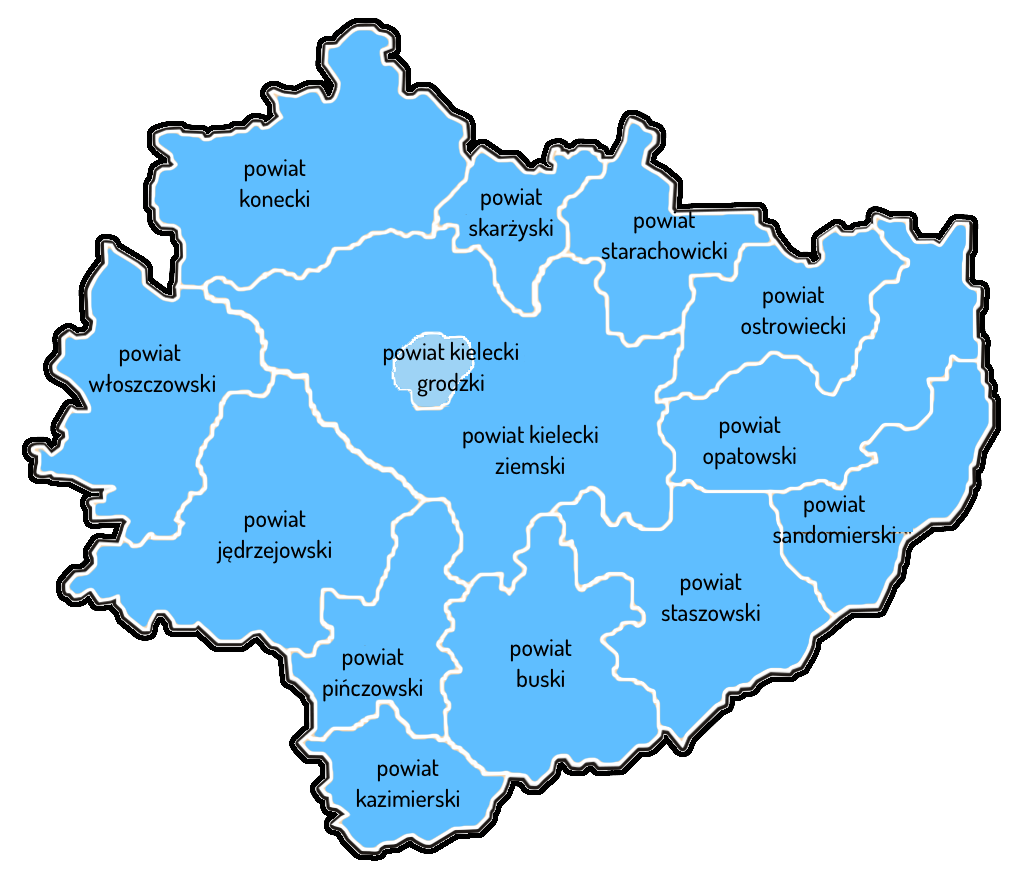 powiat
konecki
powiat
skarżyski
powiat
starachowicki
powiat
ostrowiecki
powiat
włoszczowski
powiat kielecki
grodzki
powiat kielecki
ziemski
powiat
opatowski
powiat
sandomierski
powiat
jędrzejowski
powiat
staszowski
powiat
buski
powiat
pińczowski
powiat
kazimierski